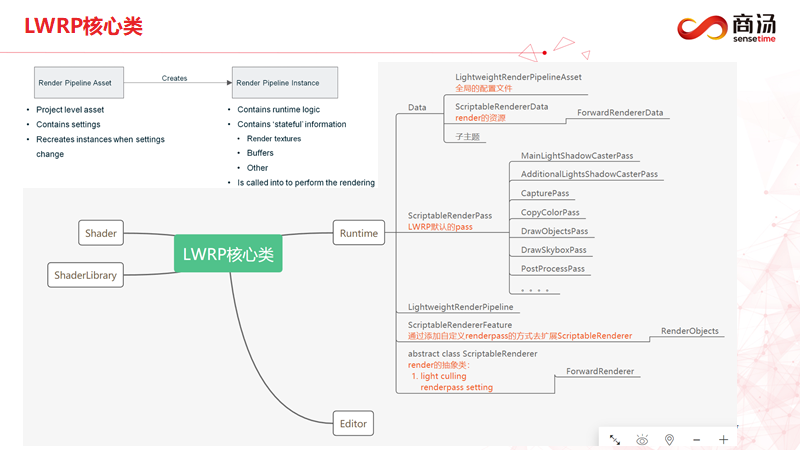 LWRP核心类
商汤
sensetime
Render Pipeline Asset
Creates
Render Pipeline Instance
• Project level asset
• Contains settings
• Recreates instances when settings
change
• Contains runtime logic
• Contains ‘stateful’ information
• Render textures
• Buffers
• Other
• Is called into to perform the rendering
LWRP核心类
Shader
ShaderLibrary
Runtime
Editor
Data
LightweightRenderPipelineAsset
全局的配置文件
ScriptableRendererData
render的资源
ForwardRendererData
子主题
ScriptableRenderPass
LWRP默认的pass
MainLightShadowCasterPass
AdditionalLightsShadowCasterPass
CapturePass
CopyColorPass
DrawObjectsPass
DrawSkyboxPass
PostProcessPass
。。。。
LightweightRenderPipeline
ScriptableRendererFeature
通过添加自定义renderpass的方式去扩展ScriptableRenderer
RenderObjects
abstract class ScriptableRenderer
render的抽象类：
1. light culling
renderpass setting
ForwardRenderer